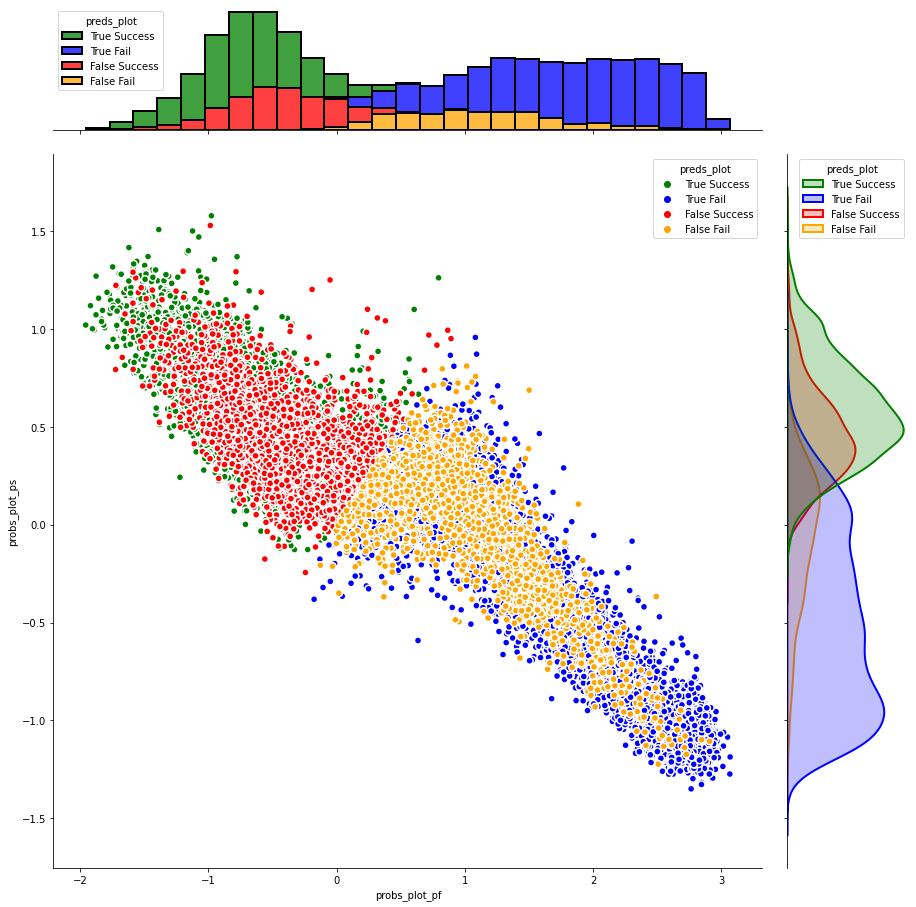 preds_plot
True Success
True Fail
False Success
False Fail
preds_plot
True Success
True Fail
False Success
False Fail
preds_plot
True Success
True Fail
False Success
False Fail
1.5
1.0
0.5
0.0
−0.5
−1.0
−1.5
probs_plot_ps
−2
−1
0
1
2
3
probs_plot_pf